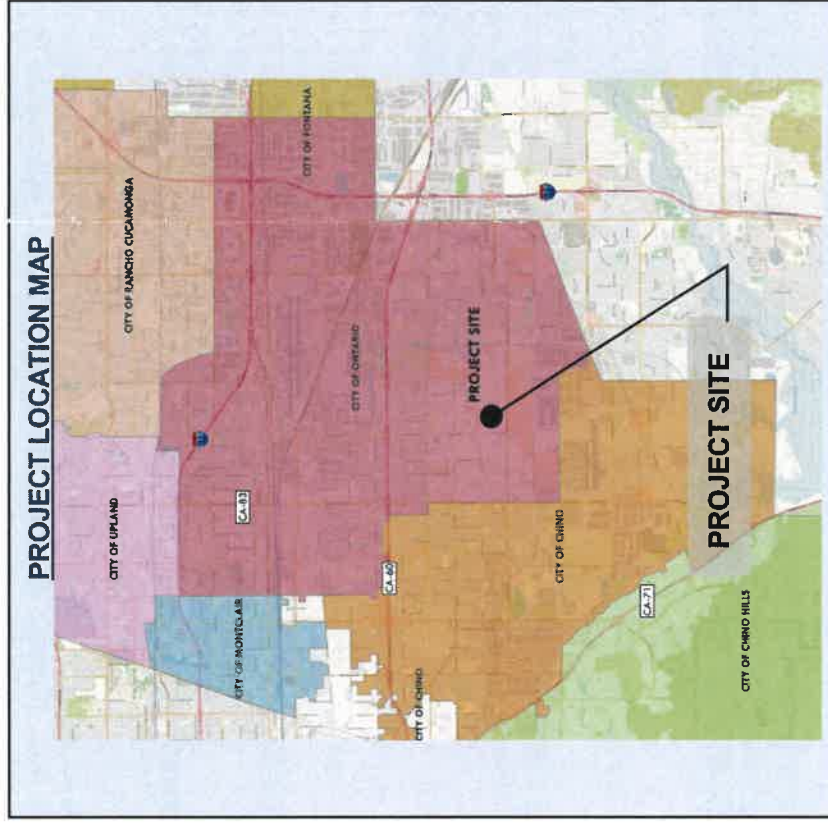 PROJECT LOCATION MAP
CITY OF RANCHO CUCAMONGA
CITY OF UPLAND
CITY OF FONTANA
CA-83
CITY OF ONTARIO
CITY OF MONTCLAIR
CA-60
PROJECT SITE
CITY OF CHINO
CITY OF CHINO
CA-71
CITY OF CHINO HILLS
PROJECT SITE